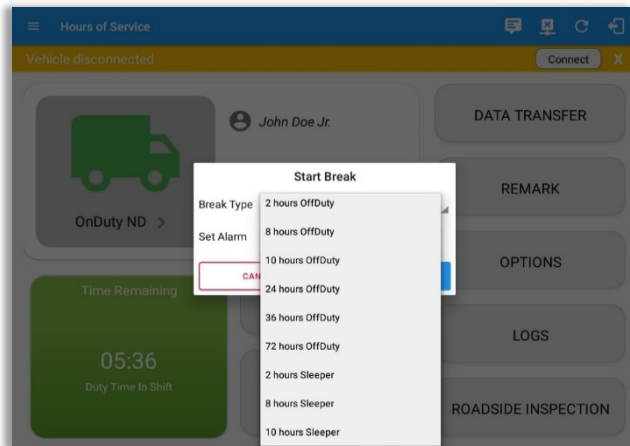 Hours of Service
Vehicle disconnected
Connect
X
John Doe Jr.
OnDuty ND >
Time Remaining
05:36
Duty Time In Shift
DATA TRANSFER
REMARK
OPTIONS
LOGS
ROADSIDE INSPECTION
Start Break
Break Type
Set Alarm
CAN
2 hours OffDuty
8 hours OffDuty
10 hours OffDuty
24 hours OffDuty
36 hours OffDuty
72 hours OffDuty
2 hours Sleeper
8 hours Sleeper
10 hours Sleeper